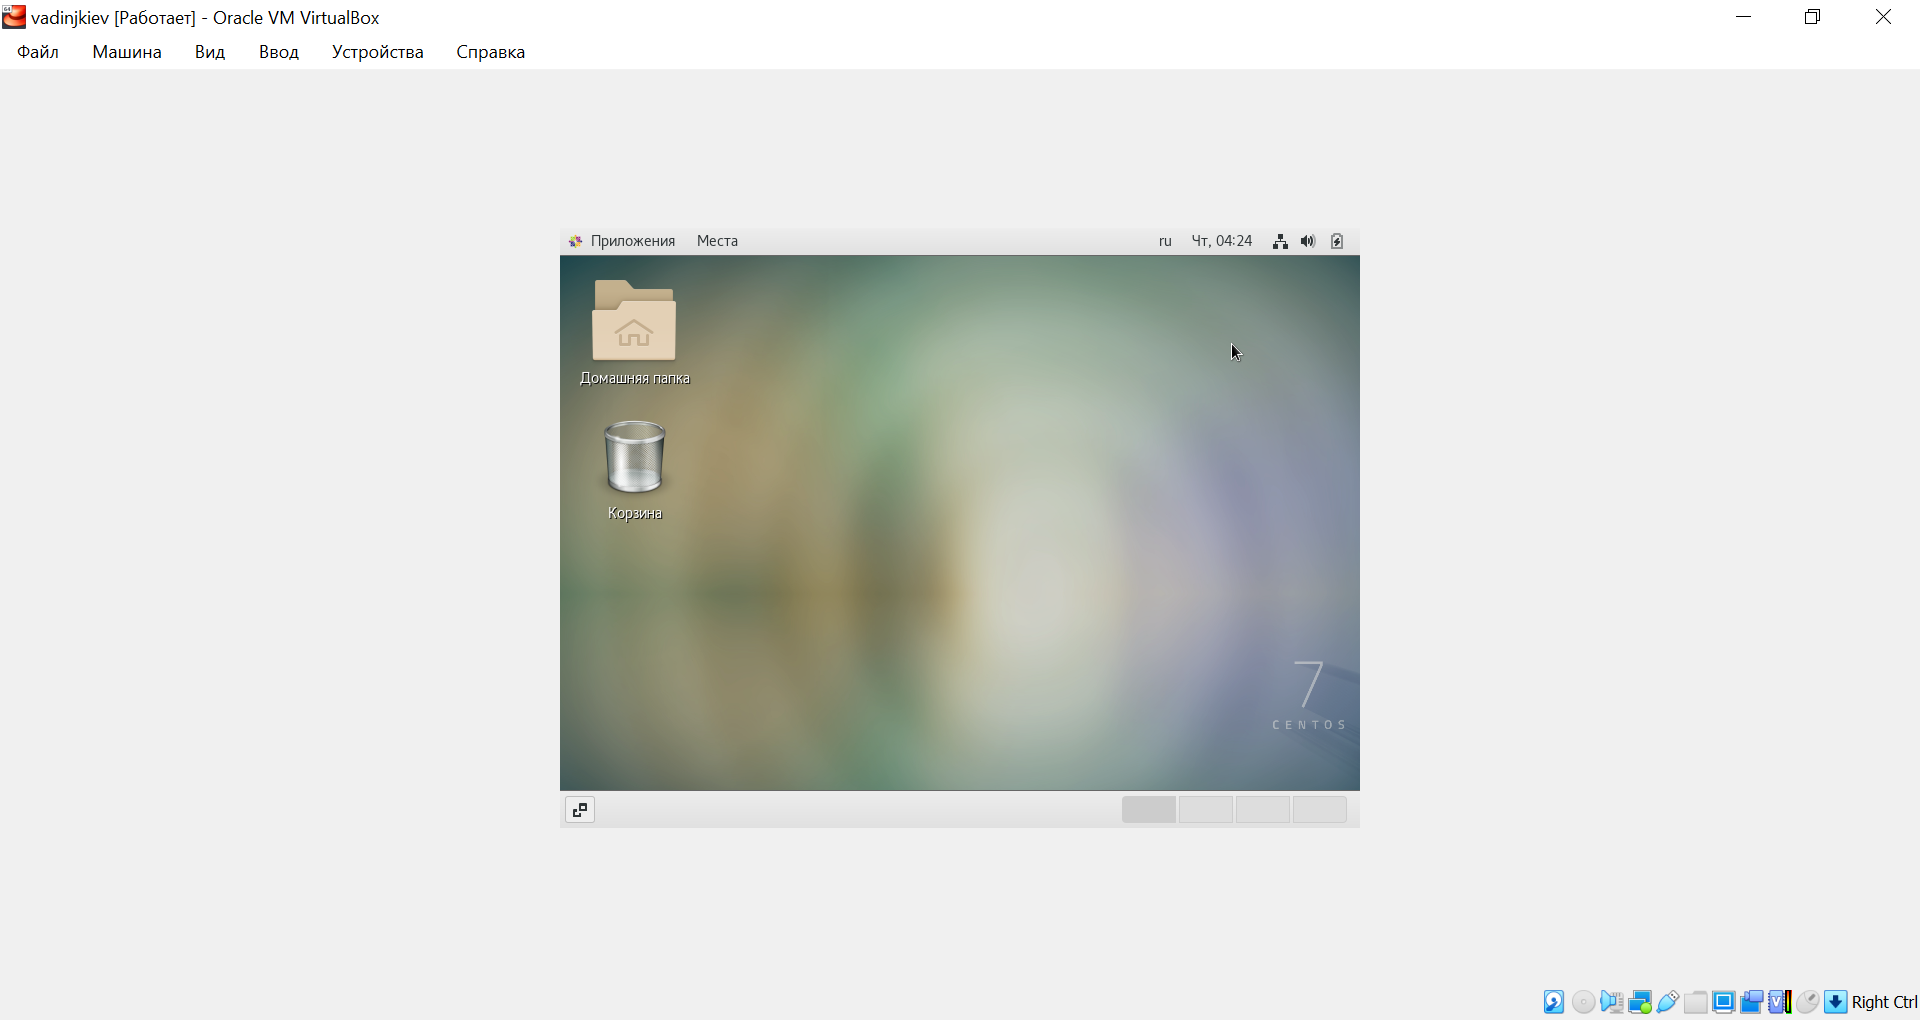 vadinjkiev [Работает] - Oracle VM VirtualBox
Файл Машина Вид Ввод Устройства Справка
Приложения Места ru Чт, 04:24
Домашняя папка
Корзина
7
CENTOS
Right Ctrl